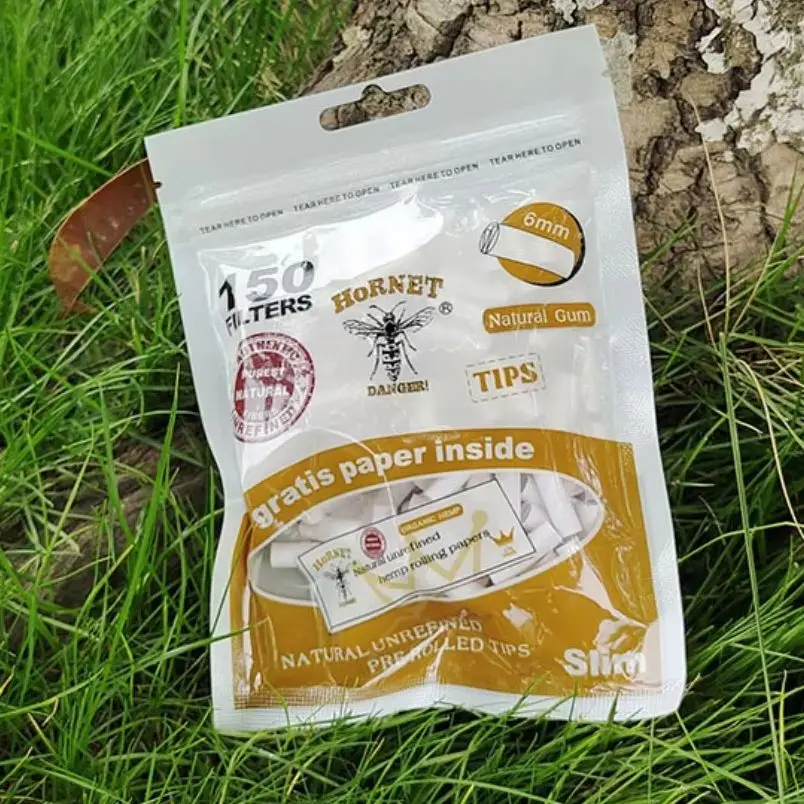 TEAR HERE TO OPEN TEAR HERE TO OPEN TEAR HERE TO OPEN TEAR HERE TO OPEN
150
FILTERS
HORNET
®
DANGER!
6mm
Natural Gum
TIPS
AUTHENTIC
PUREST
NATURAL
UNREFINED
gratis paper inside
HORNET
ORGANIC HEMP
Natural unrefined
hemp rolling papers
NATURAL UNREFINED
PRE ROLLED TIPS
Slim